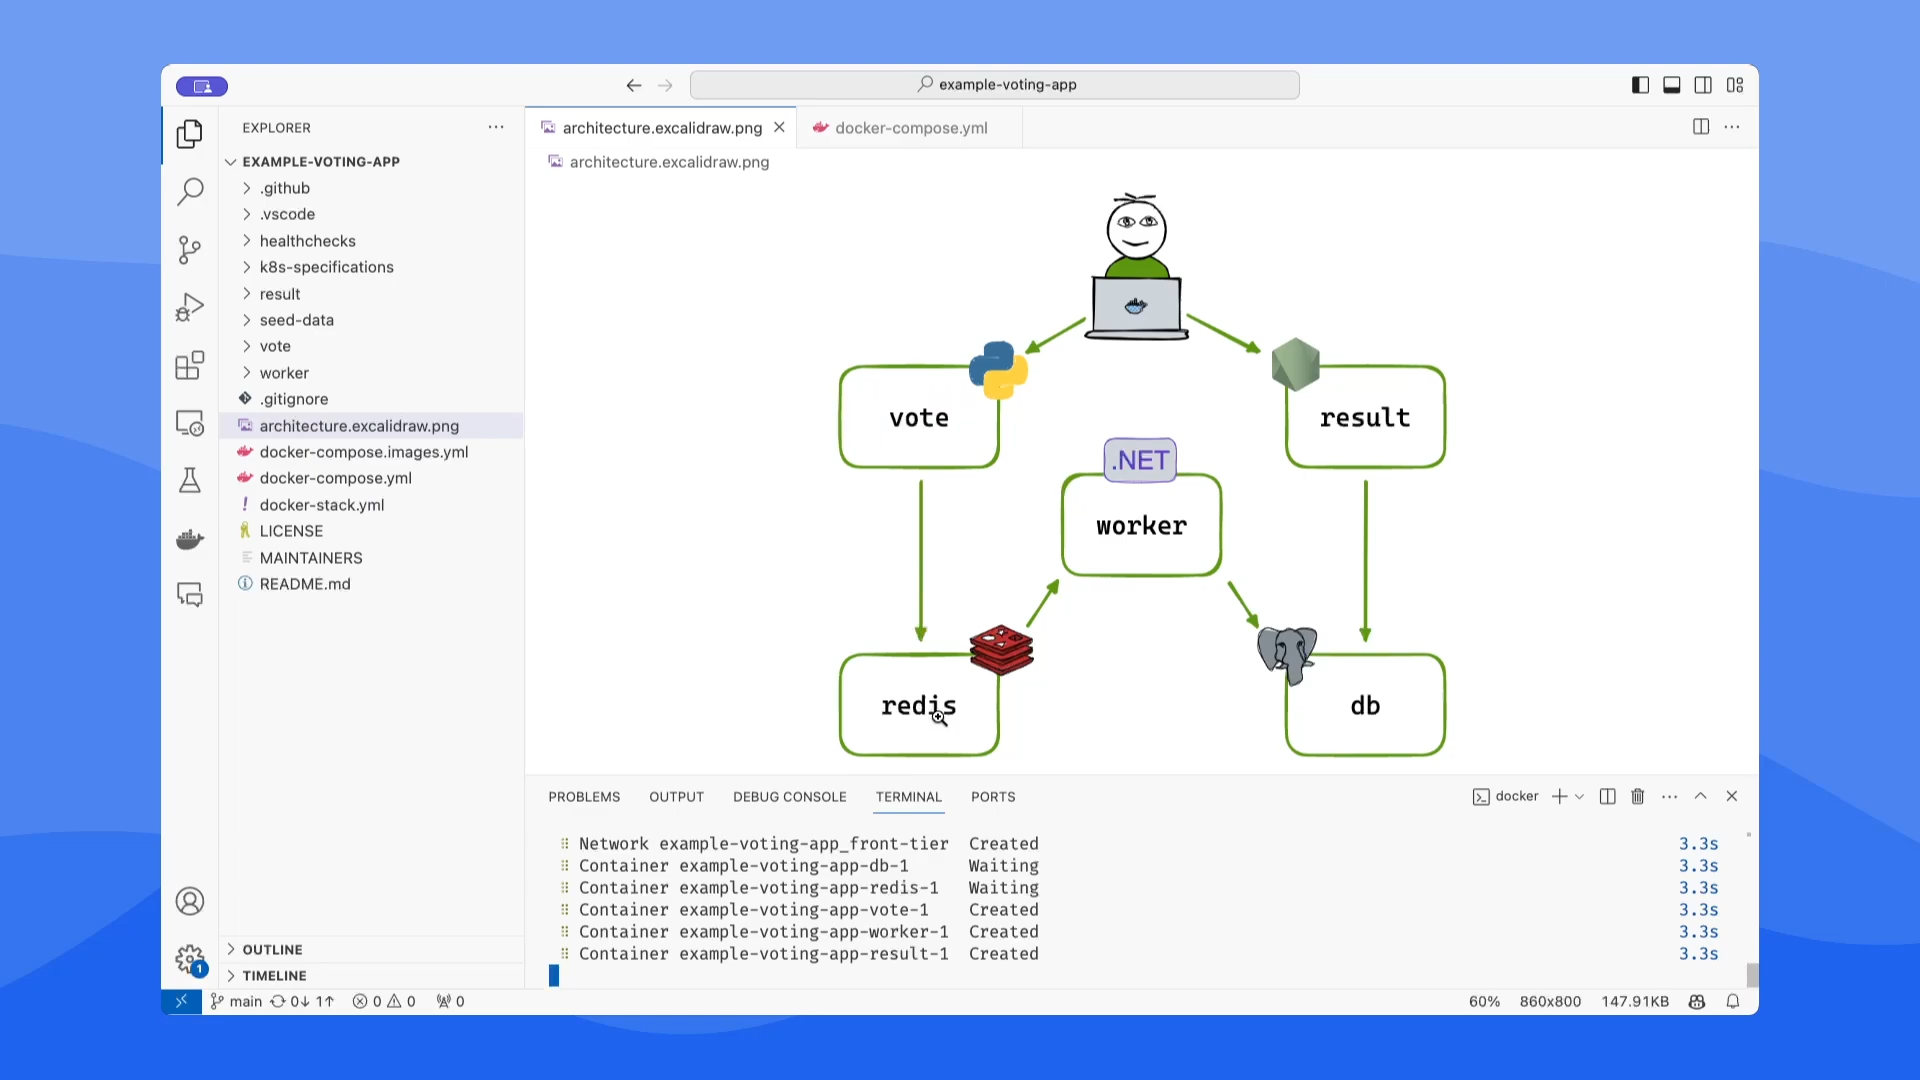 example-voting-app
EXPLORER
EXAMPLE-VOTING-APP
.github
.vscode
healthchecks
k8s-specifications
result
seed-data
vote
worker
.gitignore
architecture.excalidraw.png
docker-compose.images.yml
docker-compose.yml
docker-stack.yml
LICENSE
MAINTAINERS
README.md
OUTLINE
TIMELINE
architecture.excalidraw.png
docker-compose.yml
architecture.excalidraw.png
vote
result
.NET
worker
redis
db
PROBLEMS OUTPUT DEBUG CONSOLE TERMINAL PORTS
docker
Network example-voting-app_front-tier Created 3.3s
Container example-voting-app-db-1 Waiting 3.3s
Container example-voting-app-redis-1 Waiting 3.3s
Container example-voting-app-vote-1 Created 3.3s
Container example-voting-app-worker-1 Created 3.3s
Container example-voting-app-result-1 Created 3.3s
1
main 0↓ 1↑ 0 0 0
60% 860x800 147.91KB